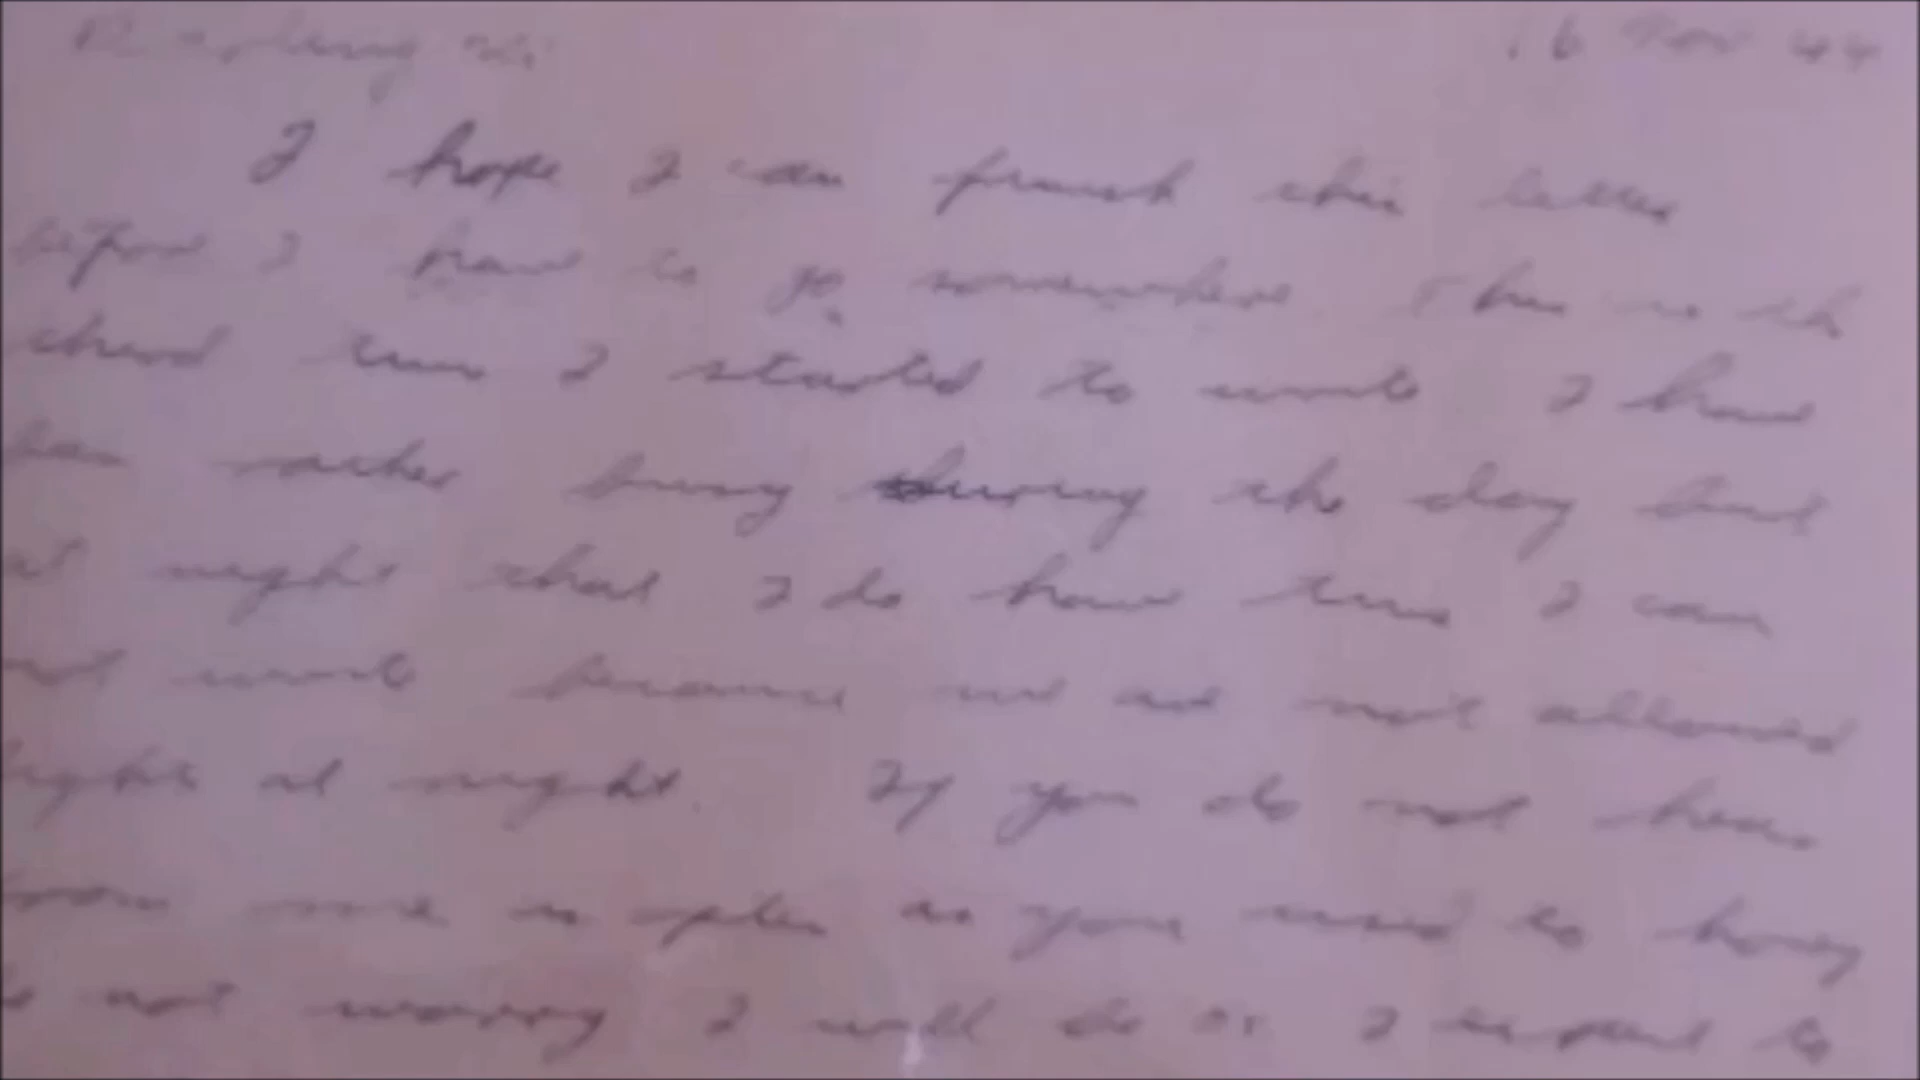 16 Nov 44
I hope I can finish this letter
before I have to go somewhere. This is the
third time I started to write I have
been rather busy during the day but
at night that I do have time I can
not write because we are not allowed
lights at night. If you do not hear
from me as often as you used to honey
not worry I will do as I expect to